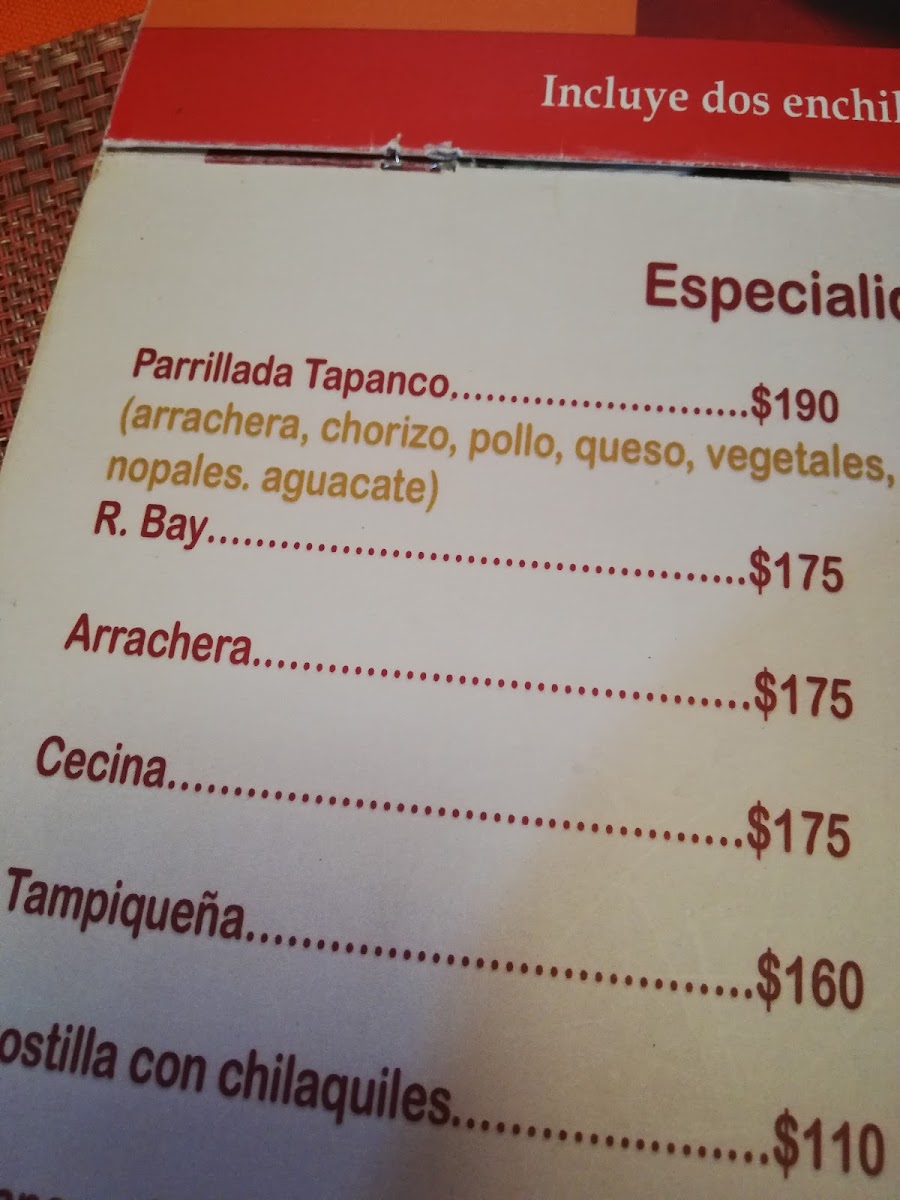 Incluye dos enchil
Especialid
Parrillada Tapanco..........................$190
(arrachera, chorizo, pollo, queso, vegetales,
nopales. aguacate)
R. Bay.............................................$175
Arrachera.........................................$175
Cecina...............................................$175
Tampiqueña.........................................$160
ostilla con chilaquiles..........................$110